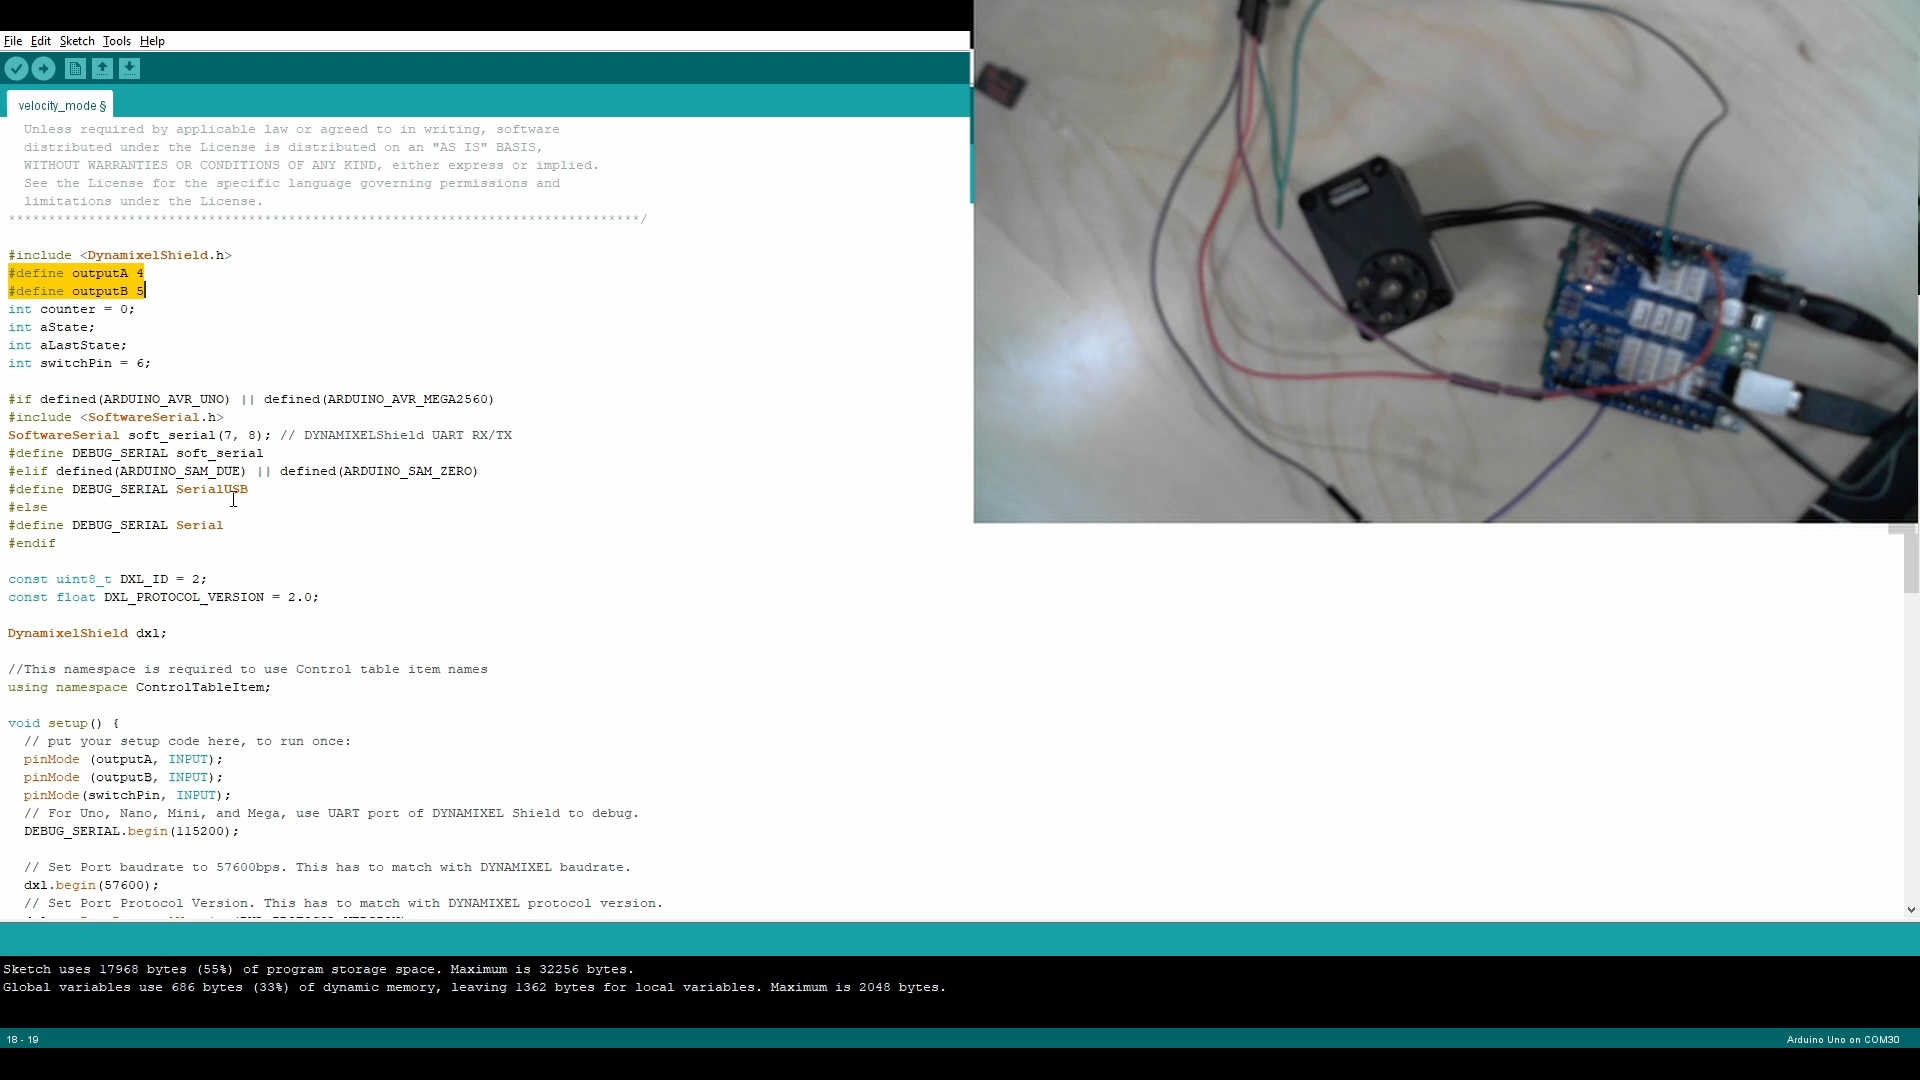 File Edit Sketch Tools Help
velocity_mode §
Unless required by applicable law or agreed to in writing, software
distributed under the License is distributed on an "AS IS" BASIS,
WITHOUT WARRANTIES OR CONDITIONS OF ANY KIND, either express or implied.
See the License for the specific language governing permissions and
limitations under the License.
*******************************************************************************/
#include <DynamixelShield.h>
#define outputA 4
#define outputB 5
int counter = 0;
int aState;
int aLastState;
int switchPin = 6;
#if defined(ARDUINO_AVR_UNO) || defined(ARDUINO_AVR_MEGA2560)
#include <SoftwareSerial.h>
SoftwareSerial soft_serial(7, 8); // DYNAMIXELShield UART RX/TX
#define DEBUG_SERIAL soft_serial
#elif defined(ARDUINO_SAM_DUE) || defined(ARDUINO_SAM_ZERO)
#define DEBUG_SERIAL SerialUSB
#else
#define DEBUG_SERIAL Serial
#endif
const uint8_t DXL_ID = 2;
const float DXL_PROTOCOL_VERSION = 2.0;
DynamixelShield dxl;
//This namespace is required to use Control table item names
using namespace ControlTableItem;
void setup() {
// put your setup code here, to run once:
pinMode (outputA, INPUT);
pinMode (outputB, INPUT);
pinMode(switchPin, INPUT);
// For Uno, Nano, Mini, and Mega, use UART port of DYNAMIXEL Shield to debug.
DEBUG_SERIAL.begin(115200);
// Set Port baudrate to 57600bps. This has to match with DYNAMIXEL baudrate.
dxl.begin(57600);
// Set Port Protocol Version. This has to match with DYNAMIXEL protocol version.
Sketch uses 17968 bytes (55%) of program storage space. Maximum is 32256 bytes.
Global variables use 686 bytes (33%) of dynamic memory, leaving 1362 bytes for local variables. Maximum is 2048 bytes.
18 - 19
Arduino Uno on COM30